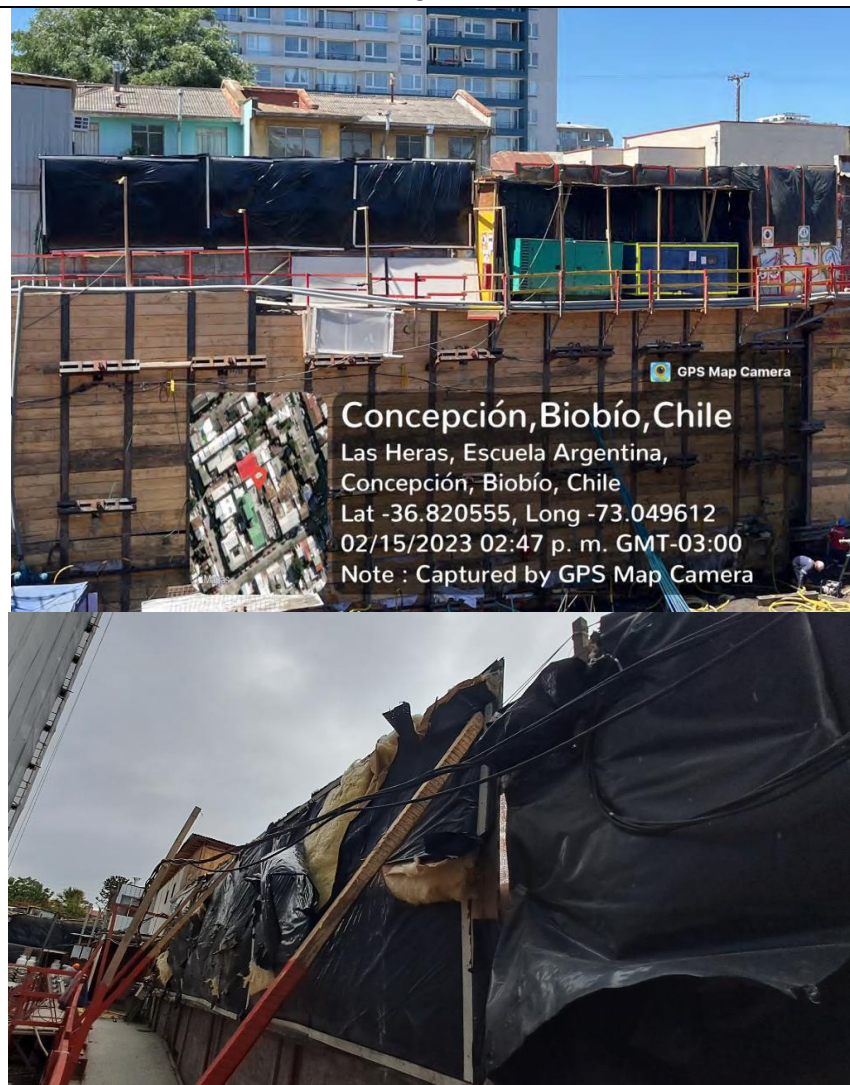 GPS Map Camera
Concepción,Biobío,Chile
Las Heras, Escuela Argentina,
Concepción, Biobío, Chile
Lat -36.820555, Long -73.049612
02/15/2023 02:47 p. m. GMT-03:00
Note : Captured by GPS Map Camera